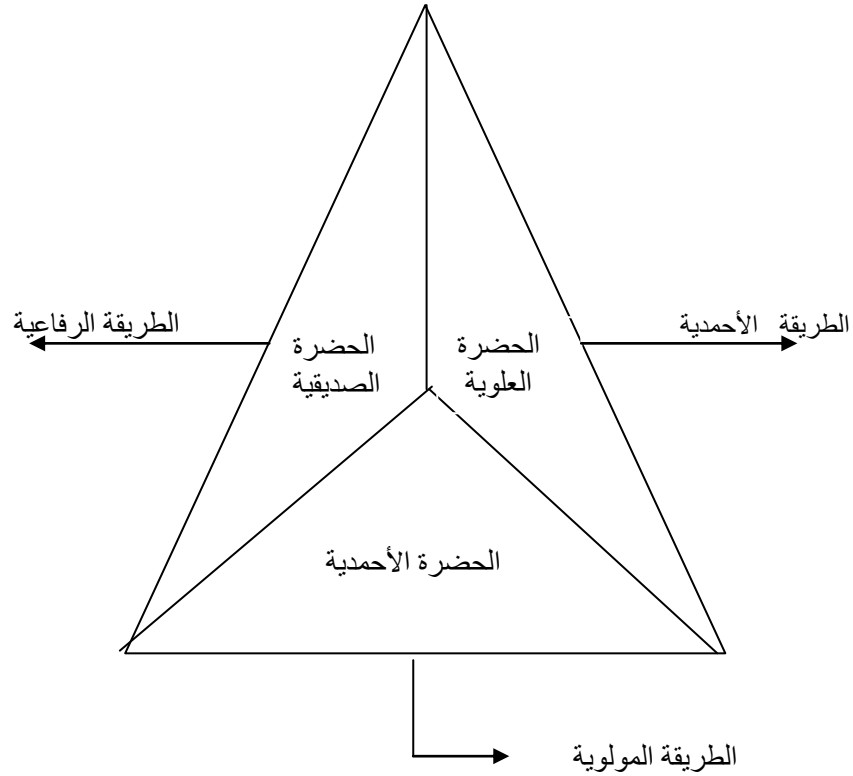 الطريقة الأحمدية
الطريقة الرفاعية
الحضرة
العلوية
الحضرة
الصديقية
الحضرة الأحمدية
الطريقة المولوية